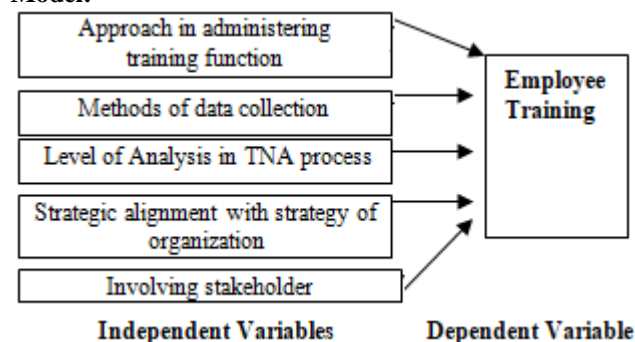 Model:
Approach in administering
training function
Employee
Training
Methods of data collection
Level of Analysis in TNA process
Strategic alignment with strategy of
organization
Involving stakeholder
Independent Variables
Dependent Variable